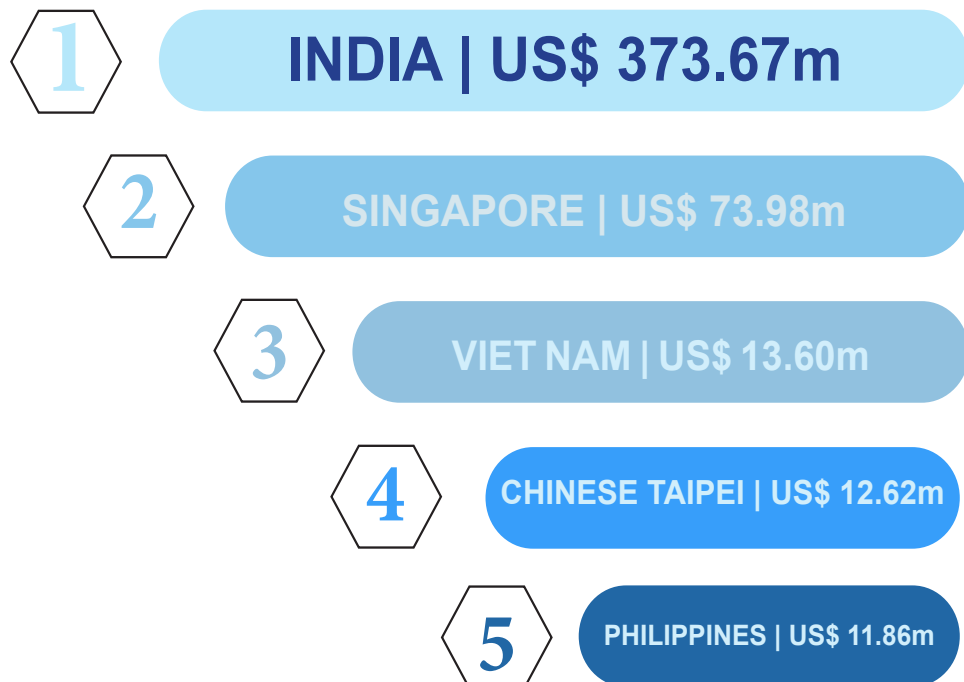 1
INDIA | US$ 373.67m
2
SINGAPORE | US$ 73.98m
3
VIET NAM | US$ 13.60m
4
CHINESE TAIPEI | US$ 12.62m
5
PHILIPPINES | US$ 11.86m